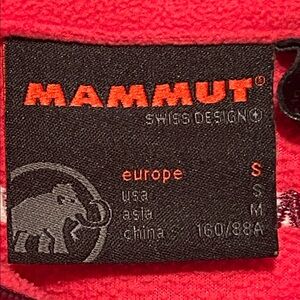 MAMMUT®
SWISS DESIGN
europe S
usa S
asia M
china 160/88A